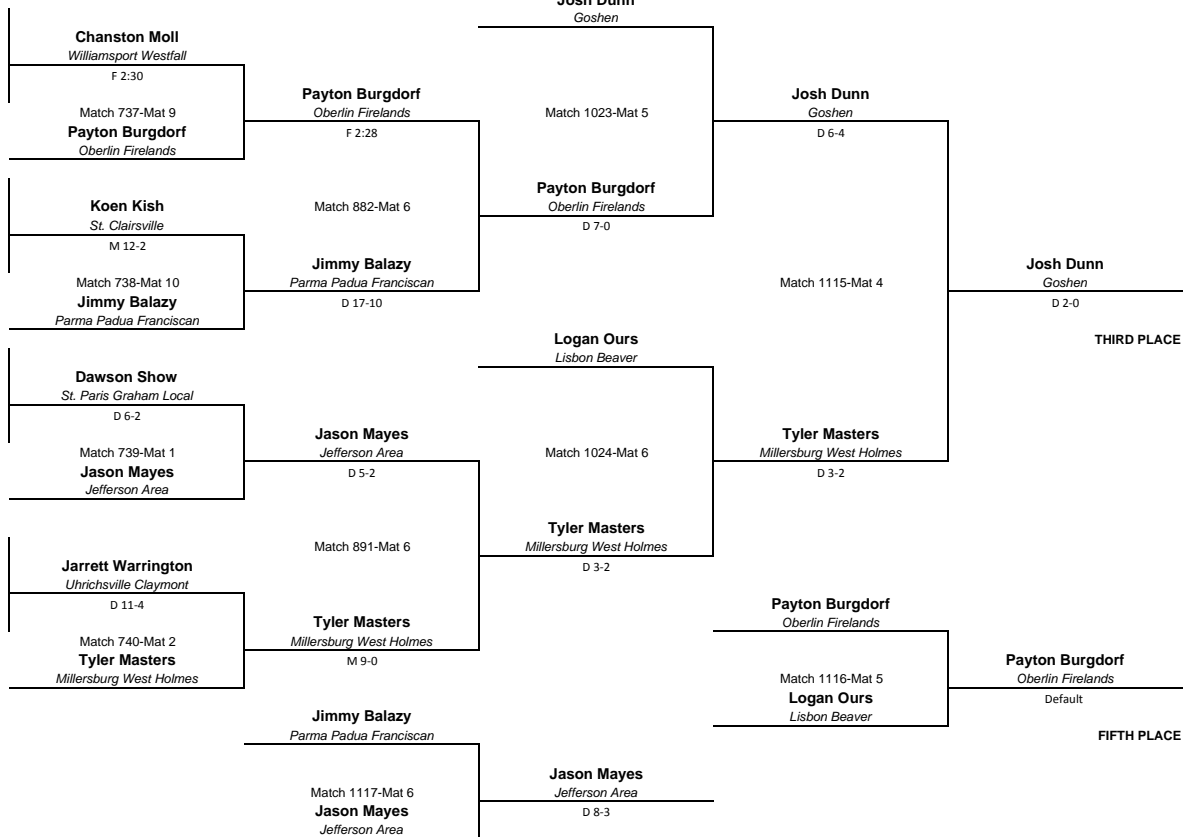 Josh Dunn
Goshen
Chanston Moll
Williamsport Westfall
F 2:30
Match 737-Mat 9
Payton Burgdorf
Oberlin Firelands
Payton Burgdorf
Oberlin Firelands
F 2:28
Match 1023-Mat 5
Josh Dunn
Goshen
D 6-4
Koen Kish
St. Clairsville
M 12-2
Match 738-Mat 10
Jimmy Balazy
Parma Padua Franciscan
Match 882-Mat 6
Payton Burgdorf
Oberlin Firelands
D 7-0
Jimmy Balazy
Parma Padua Franciscan
D 17-10
Match 1115-Mat 4
Josh Dunn
Goshen
D 2-0
THIRD PLACE
Logan Ours
Lisbon Beaver
Dawson Show
St. Paris Graham Local
D 6-2
Match 739-Mat 1
Jason Mayes
Jefferson Area
Jason Mayes
Jefferson Area
D 5-2
Match 1024-Mat 6
Tyler Masters
Millersburg West Holmes
D 3-2
Jarrett Warrington
Uhrichsville Claymont
D 11-4
Match 740-Mat 2
Tyler Masters
Millersburg West Holmes
Match 891-Mat 6
Tyler Masters
Millersburg West Holmes
D 3-2
Tyler Masters
Millersburg West Holmes
M 9-0
Payton Burgdorf
Oberlin Firelands
Match 1116-Mat 5
Logan Ours
Lisbon Beaver
Payton Burgdorf
Oberlin Firelands
Default
FIFTH PLACE
Jimmy Balazy
Parma Padua Franciscan
Match 1117-Mat 6
Jason Mayes
Jefferson Area
Jason Mayes
Jefferson Area
D 8-3